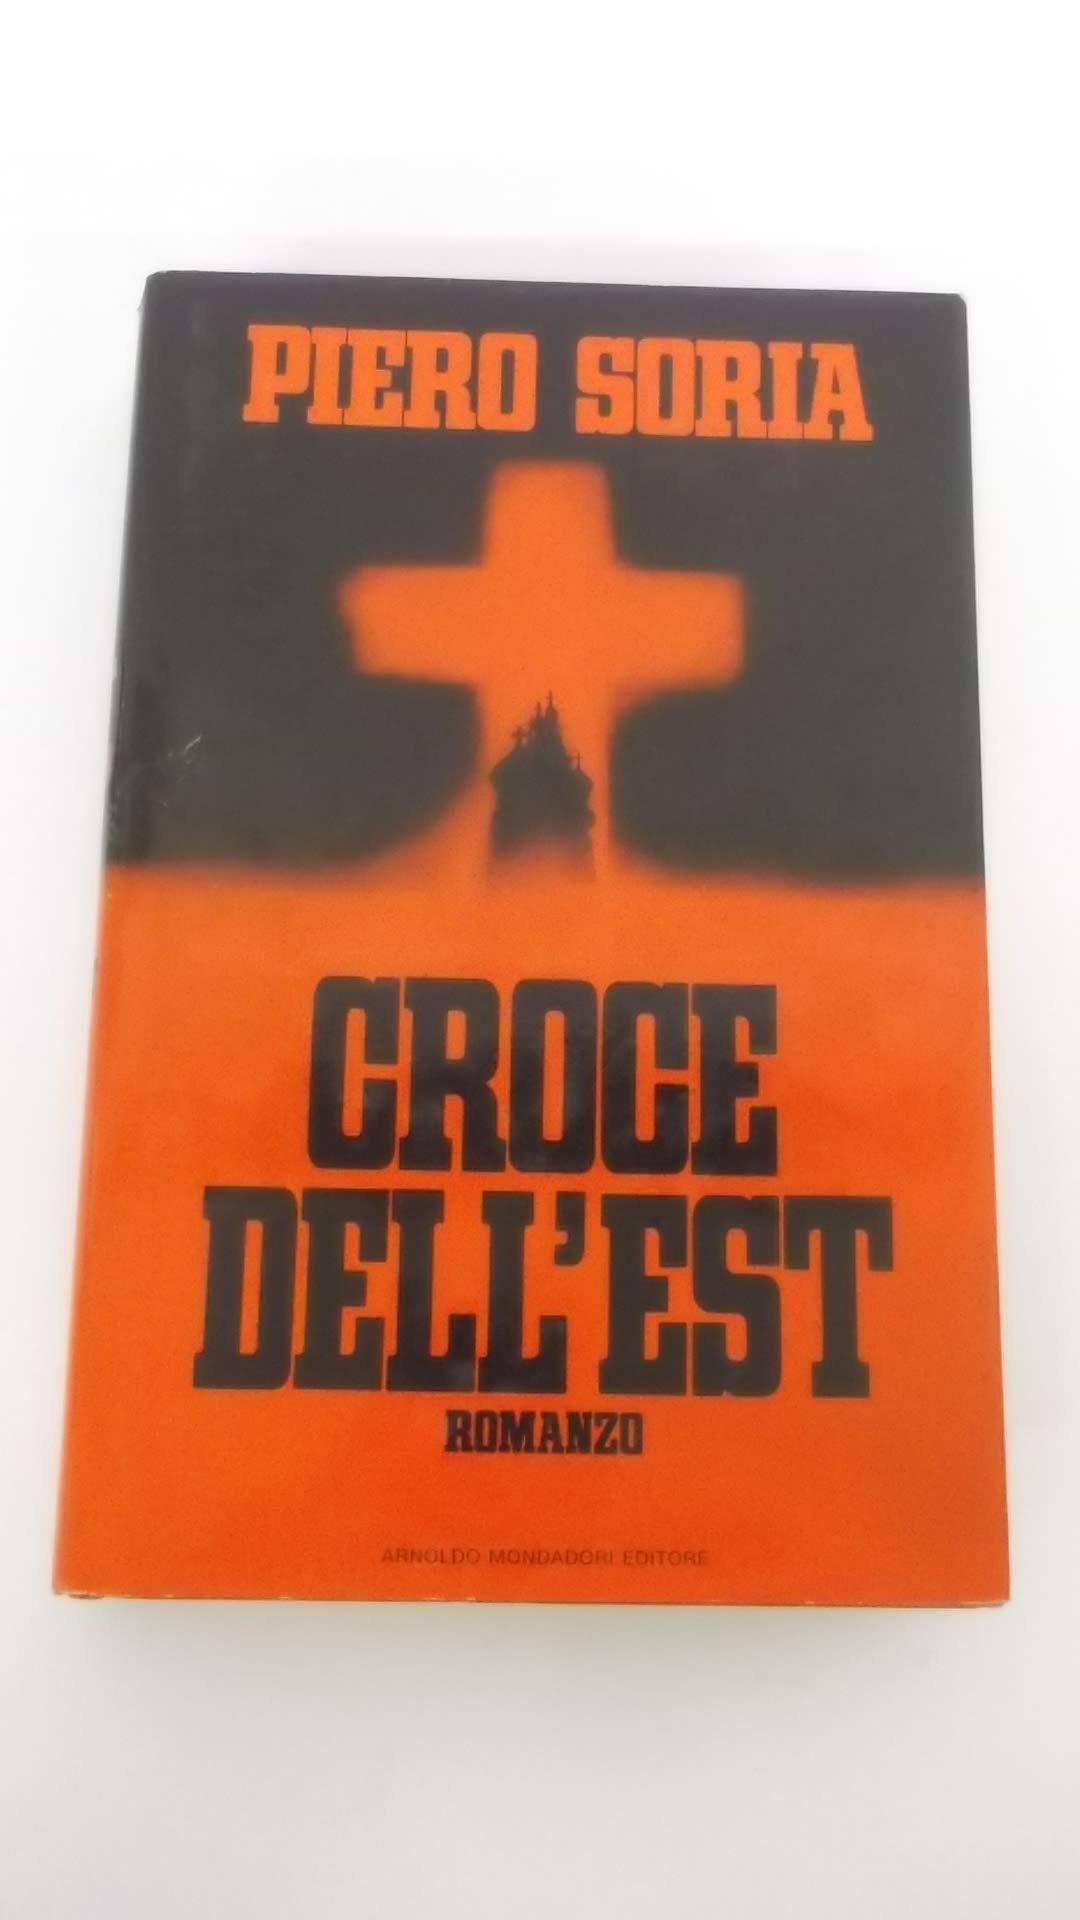 PIERO SORIA
CROCE
DELL'EST
ROMANZO
ARNOLDO MONDADORI EDITORE